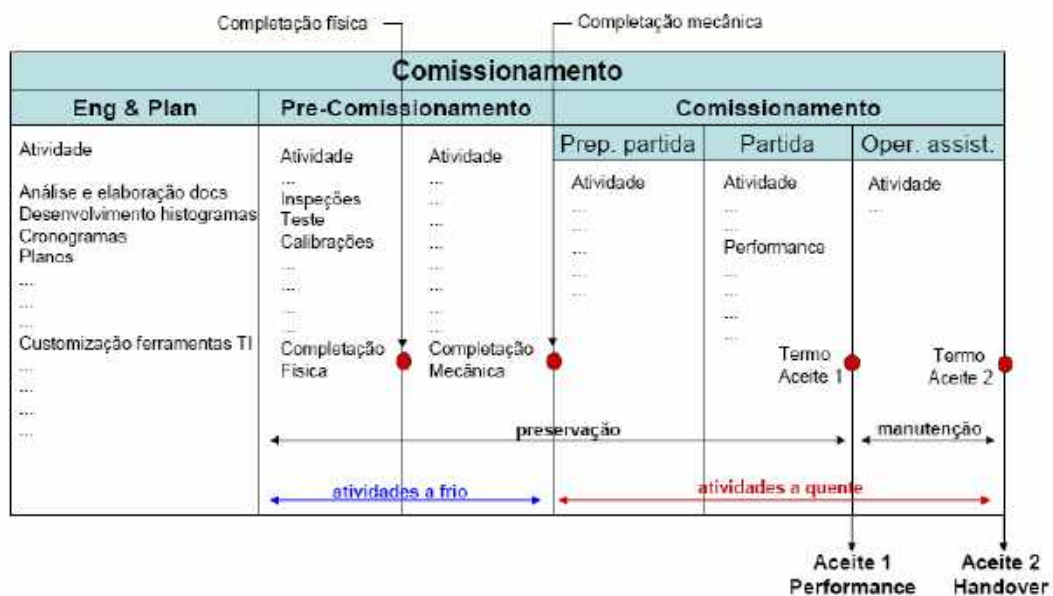 Completação física
Completação mecânica
Comissionamento
Eng & Plan
Pre-Comissionamento
Comissionamento
Prep. partida
Partida
Oper. assist.
Atividade
Análise e elaboração docs
Desenvolvimento histogramas
Cronogramas
Planos
...
...
...
Customização ferramentas TI
...
...
...
...
Atividade
...
Inspeções
Teste
Calibrações
...
...
...
...
Completação
Física
Atividade
...
...
...
...
...
...
...
...
Completação
Mecânica
Atividade
...
...
...
...
...
Atividade
...
...
Performance
...
...
...
...
Termo
Aceite 1
Atividade
...
Termo
Aceite 2
preservação
manutenção
atividades a frio
atividades a quente
Aceite 1
Performance
Aceite 2
Handover